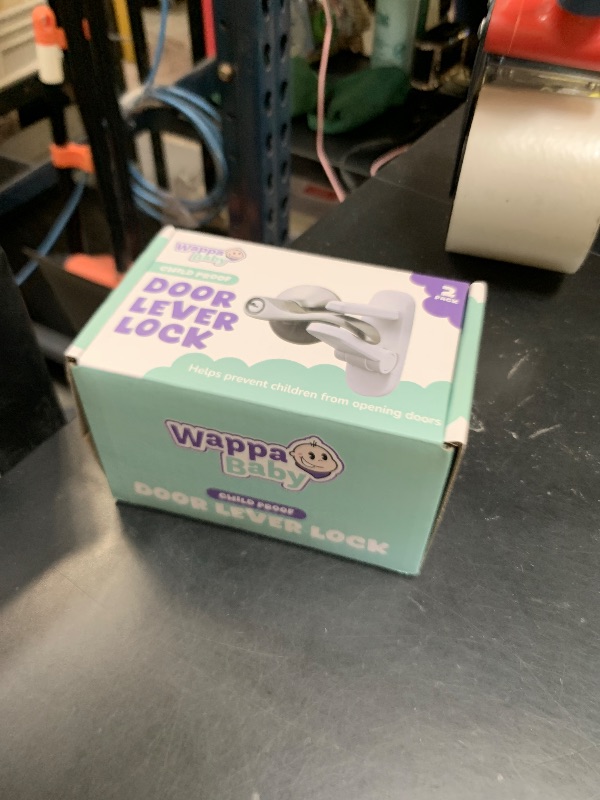 Wappa
Baby
CHILD PROOF
DOOR
LEVER
LOCK
2
PACK
Helps prevent children from opening doors
Wappa
Baby
CHILD PROOF
DOOR LEVER LOCK